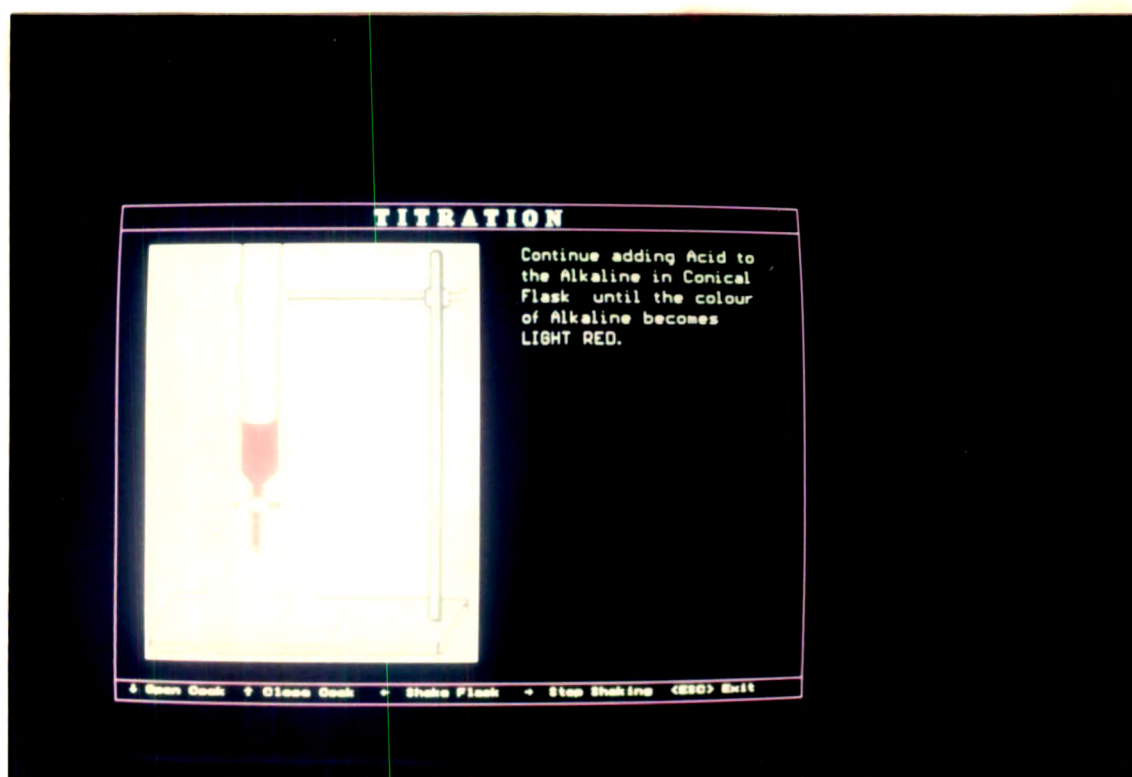 TITRATION
Continue adding Acid to
the Alkaline in Conical
Flask until the colour
of Alkaline becomes
LIGHT RED.
↓ Open Cock ↑ Close Cock ← Shake Flask → Stop Shaking <ESC> Exit